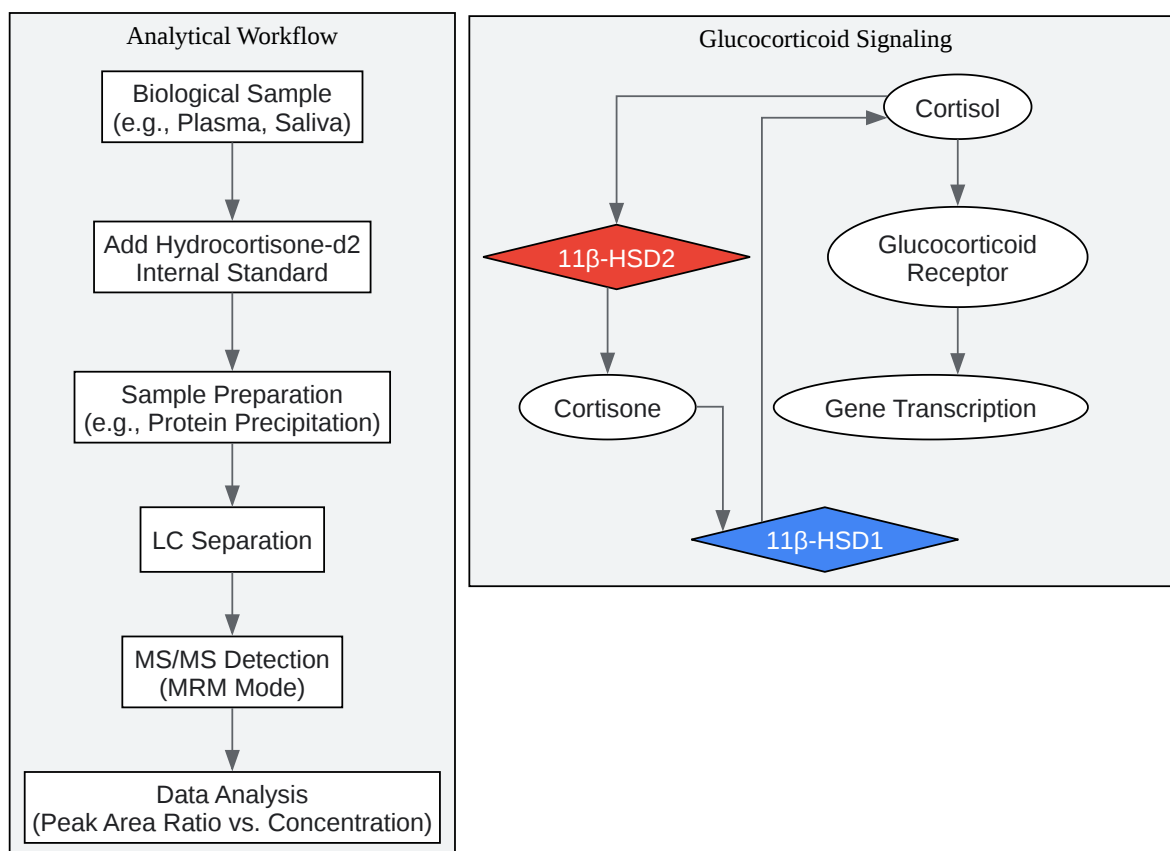 Analytical Workflow
Biological Sample
(e.g., Plasma, Saliva)
Add Hydrocortisone-d2
Internal Standard
Sample Preparation
(e.g., Protein Precipitation)
LC Separation
MS/MS Detection
(MRM Mode)
Data Analysis
(Peak Area Ratio vs. Concentration)
Glucocorticoid Signaling
Cortisol
11β-HSD2
Glucocorticoid
Receptor
Cortisone
Gene Transcription
11β-HSD1